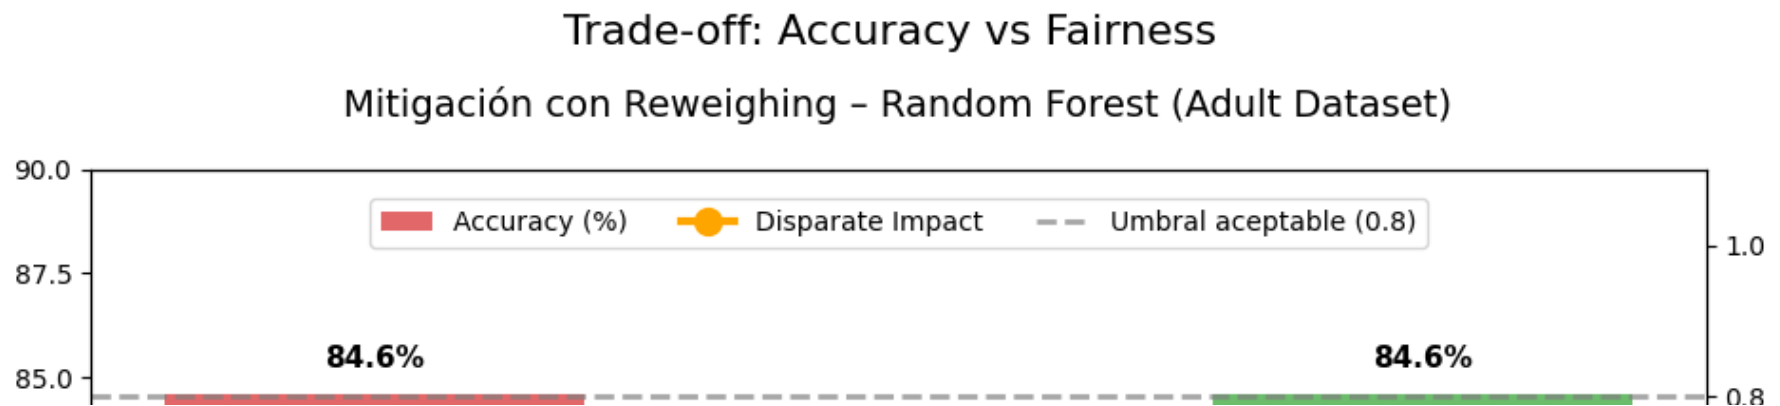 Trade-off: Accuracy vs Fairness
Mitigación con Reweighing – Random Forest (Adult Dataset)
90.0
Accuracy (%) Disparate Impact Umbral aceptable (0.8)
1.0
87.5
84.6% 84.6%
85.0
0.8